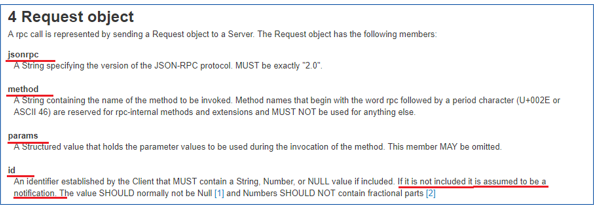 4 Request object
A rpc call is represented by sending a Request object to a Server. The Request object has the following members:
jsonrpc
A String specifying the version of the JSON-RPC protocol. MUST be exactly "2.0".
method
A String containing the name of the method to be invoked. Method names that begin with the word rpc followed by a period character (U+002E or
ASCII 46) are reserved for rpc-internal methods and extensions and MUST NOT be used for anything else.
params
A Structured value that holds the parameter values to be used during the invocation of the method. This member MAY be omitted.
id
An identifier established by the Client that MUST contain a String, Number, or NULL value if included. If it is not included it is assumed to be a
notification. The value SHOULD normally not be Null [1] and Numbers SHOULD NOT contain fractional parts [2]